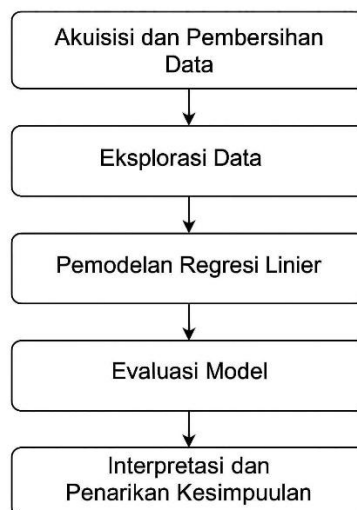 Akuisisi dan Pembersihan
Data
Eksplorasi Data
Pemodelan Regresi Linier
Evaluasi Model
Interpretasi dan
Penarikan Kesimpuulan